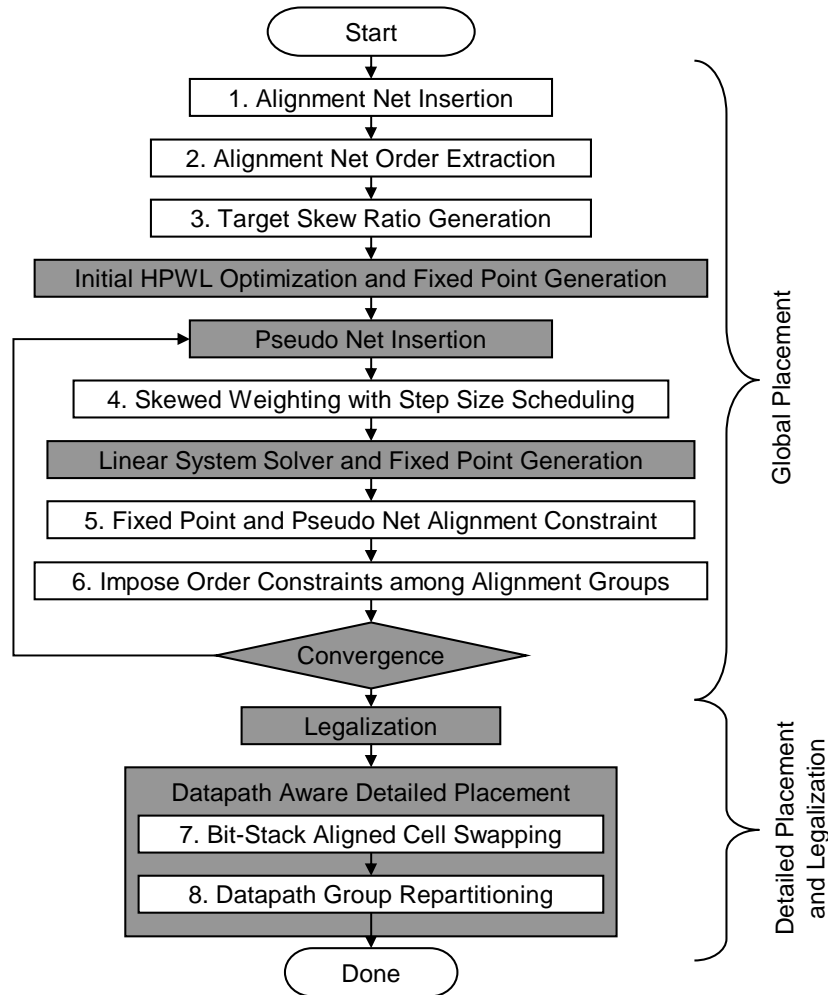 Start
1. Alignment Net Insertion
2. Alignment Net Order Extraction
3. Target Skew Ratio Generation
Initial HPWL Optimization and Fixed Point Generation
Pseudo Net Insertion
4. Skewed Weighting with Step Size Scheduling
Linear System Solver and Fixed Point Generation
5. Fixed Point and Pseudo Net Alignment Constraint
6. Impose Order Constraints among Alignment Groups
Convergence
Legalization
Datapath Aware Detailed Placement
7. Bit-Stack Aligned Cell Swapping
8. Datapath Group Repartitioning
Done
Global Placement
Detailed Placement
and Legalization